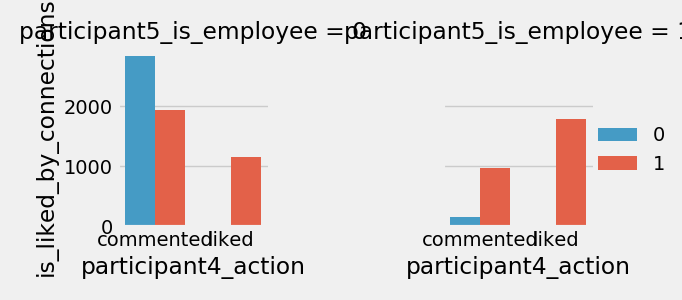 participant5_is_employee = 0
participant5_is_employee = 1
is_liked_by_connections
2000
1000
0
commented
liked
participant4_action
commented
liked
participant4_action
0
1